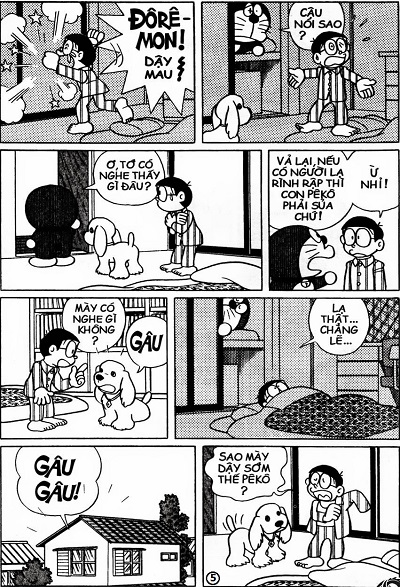 ĐÔRÊ-
MON!
DẬY
MAU
CẬU
NÓI SAO
?
Ơ, TỚ CÓ
NGHE THẤY
GÌ ĐÂU?
VẢ LẠI, NẾU
CÓ NGƯỜI LẠ
RÌNH RẬP THÌ
CON PÊKÔ
PHẢI SỦA
CHỨ!
Ừ
NHỈ!
MÀY CÓ
NGHE GÌ
KHÔNG
?
GÂU
LẠ
THẬT...
CHẲNG
LẼ...
GÂU
GÂU!
SAO MÀY
DẬY SỚM
THẾ PÊKÔ
?
5